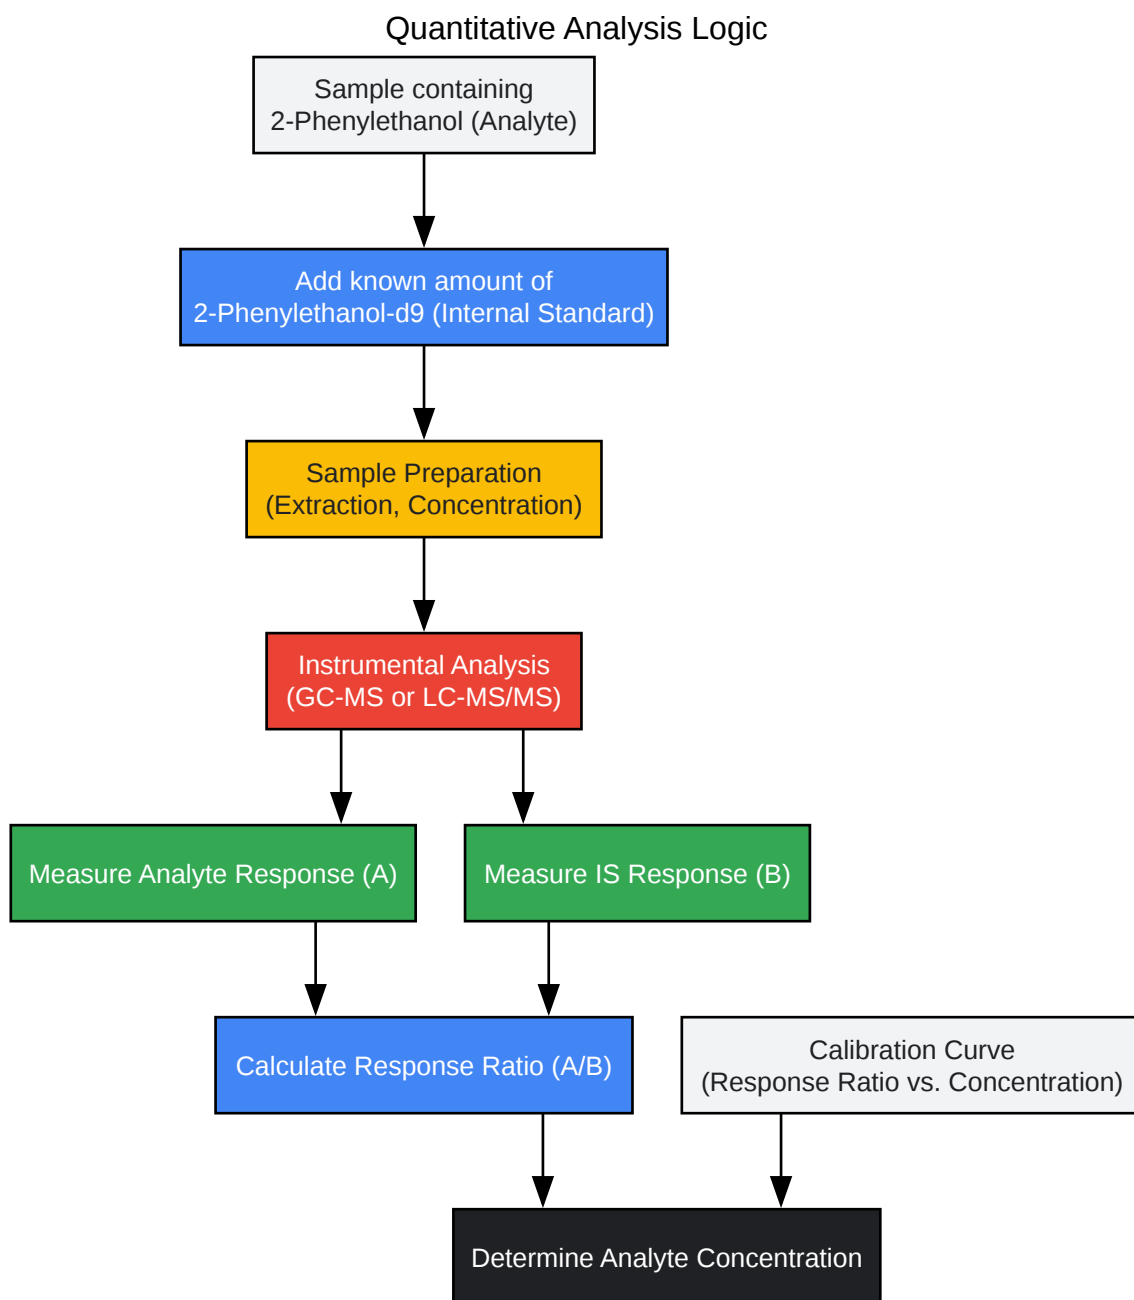 Quantitative Analysis Logic
Sample containing
2-Phenylethanol (Analyte)
Add known amount of
2-Phenylethanol-d9 (Internal Standard)
Sample Preparation
(Extraction, Concentration)
Instrumental Analysis
(GC-MS or LC-MS/MS)
Measure Analyte Response (A)
Measure IS Response (B)
Calculate Response Ratio (A/B)
Calibration Curve
(Response Ratio vs. Concentration)
Determine Analyte Concentration